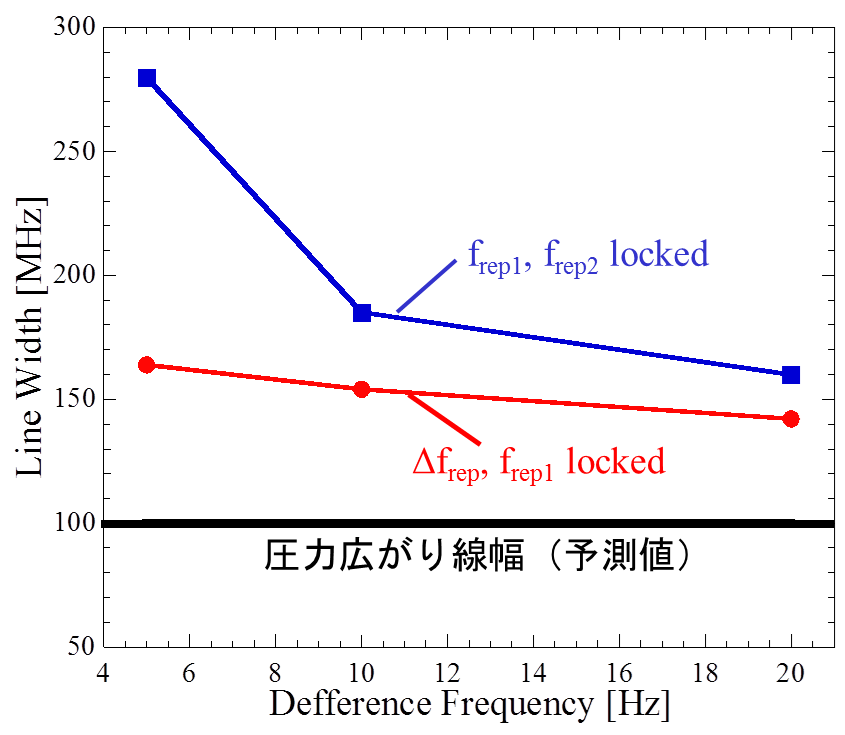 300
250
200
150
100
50
Line Width [MHz]
frep1, frep2 locked
Δfrep, frep1 locked
圧力広がり線幅（予測値）
4 6 8 10 12 14 16 18 20
Defference Frequency [Hz]